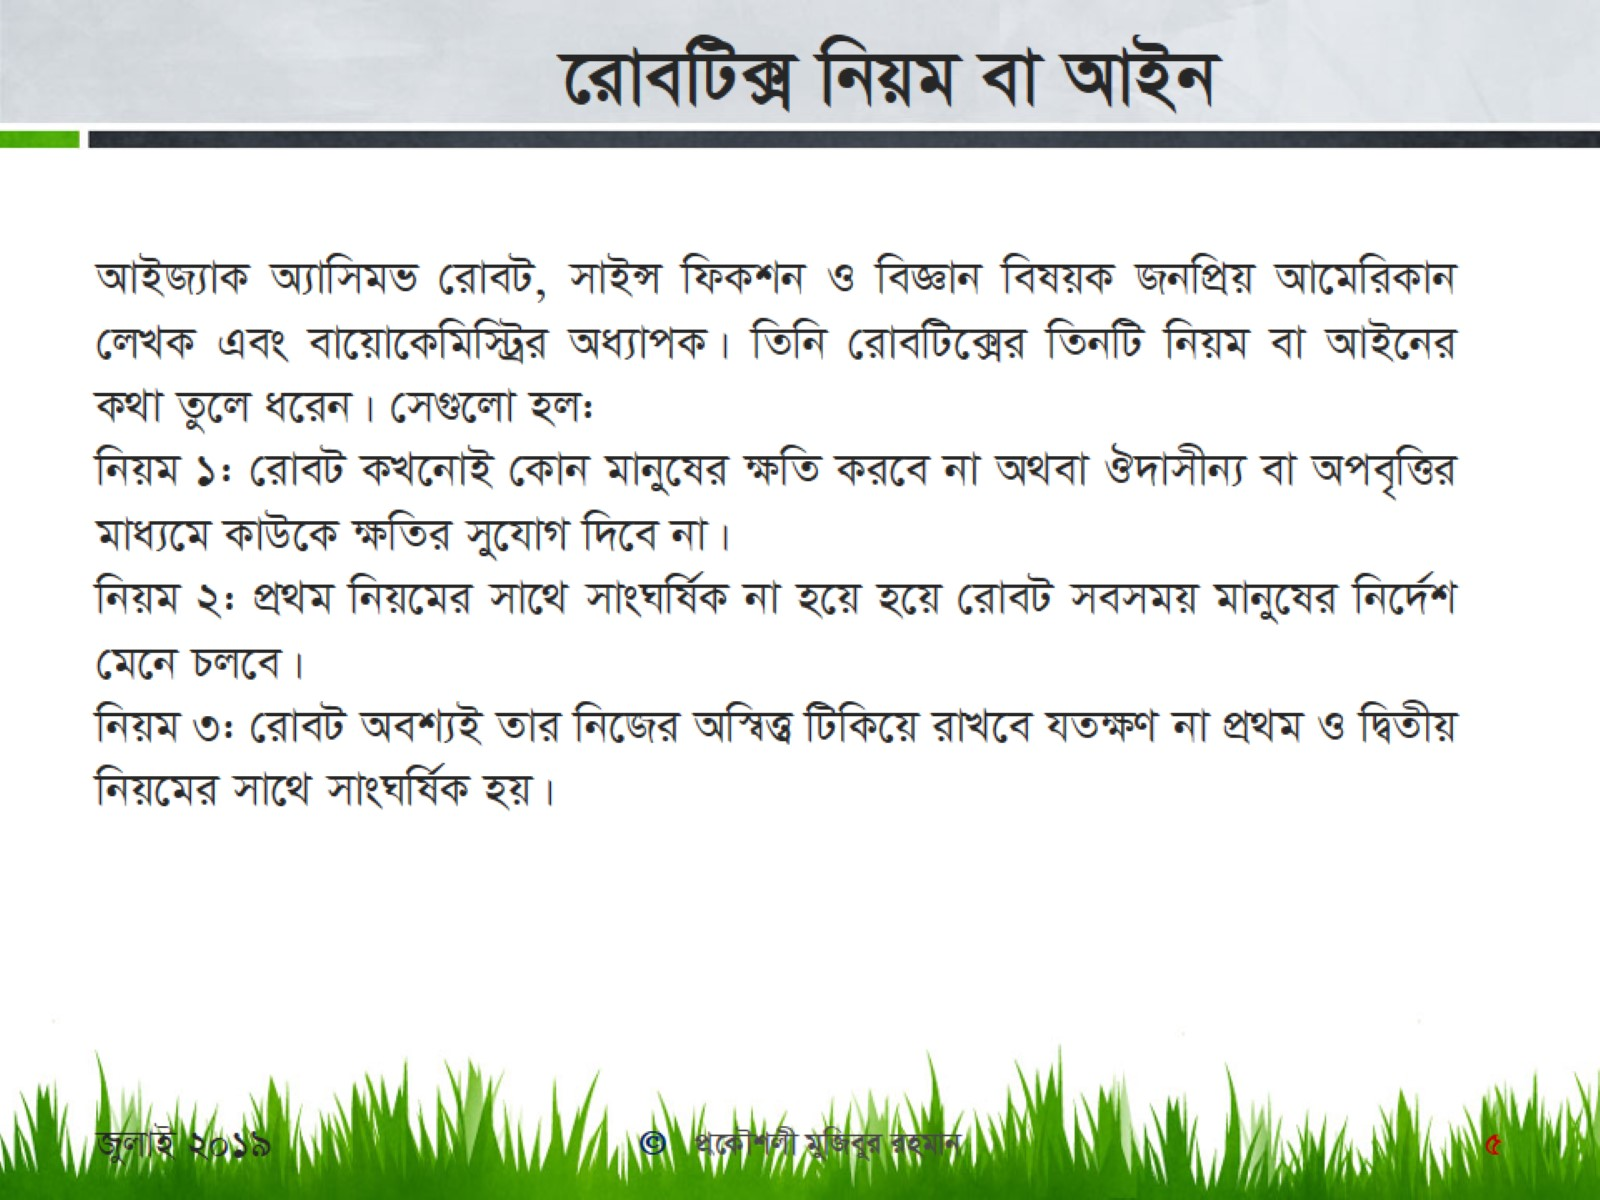 রোবটিক্স নিয়ম বা আইন
আইজ্যাক অ্যাসিমভ রোবট, সাইন্স ফিকশন ও বিজ্ঞান বিষয়ক জনপ্রিয় আমেরিকান
লেখক এবং বায়োকেমিস্ট্রির অধ্যাপক। তিনি রোবটিক্সের তিনটি নিয়ম বা আইনের
কথা তুলে ধরেন। সেগুলো হল:
নিয়ম ১: রোবট কখনোই কোন মানুষের ক্ষতি করবে না অথবা ঔদাসীন্য বা অপবৃত্তির
মাধ্যমে কাউকে ক্ষতির সুযোগ দিবে না।
নিয়ম ২: প্রথম নিয়মের সাথে সাংঘর্ষিক না হয়ে হয়ে রোবট সবসময় মানুষের নির্দেশ
মেনে চলবে।
নিয়ম ৩: রোবট অবশ্যই তার নিজের অস্বিত্ত্ব টিকিয়ে রাখবে যতক্ষণ না প্রথম ও দ্বিতীয়
নিয়মের সাথে সাংঘর্ষিক হয়।
জুলাই ২০১৯ © প্রকৌশলী মুজিবুর রহমান ৫